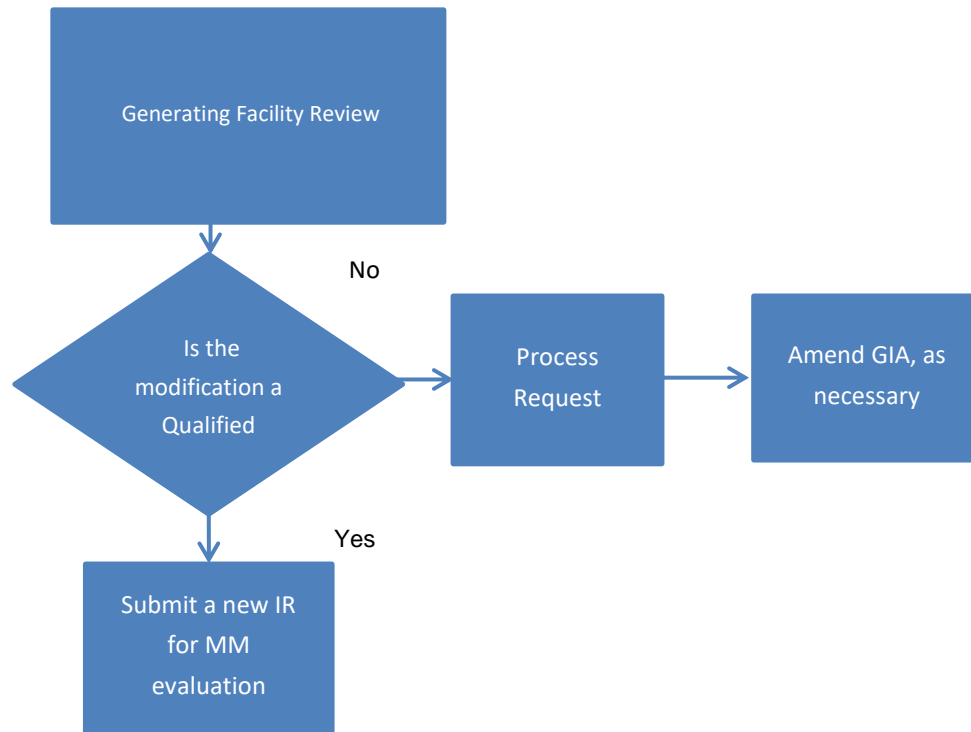 Generating Facility Review
No
Is the
modification a
Qualified
Process
Request
Amend GIA, as
necessary
Yes
Submit a new IR
for MM
evaluation